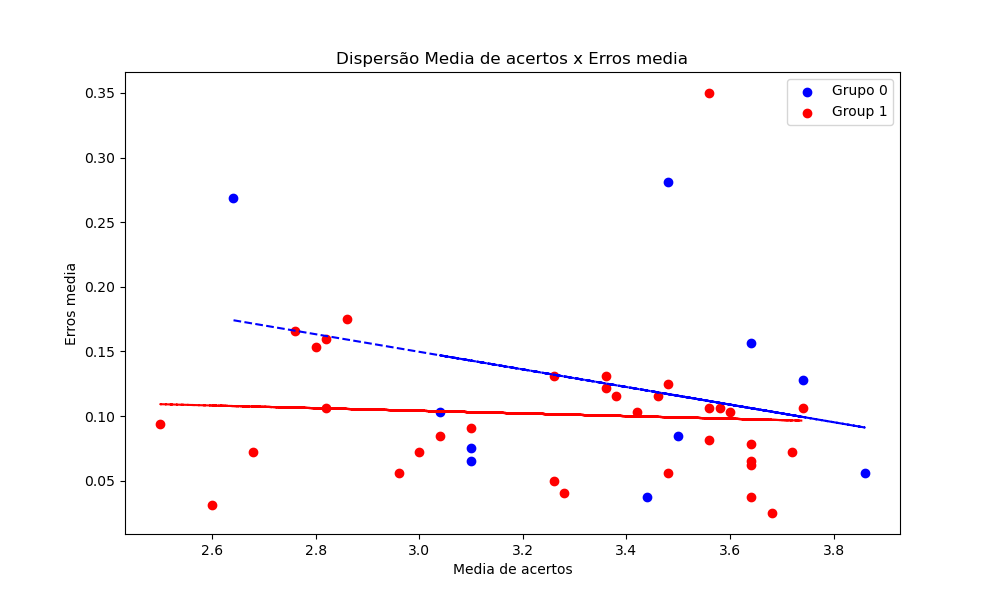 Dispersão Media de acertos x Erros media
Grupo 0
Group 1
0.35
0.30
0.25
0.20
0.15
0.10
0.05
Erros media
2.6 2.8 3.0 3.2 3.4 3.6 3.8
Media de acertos